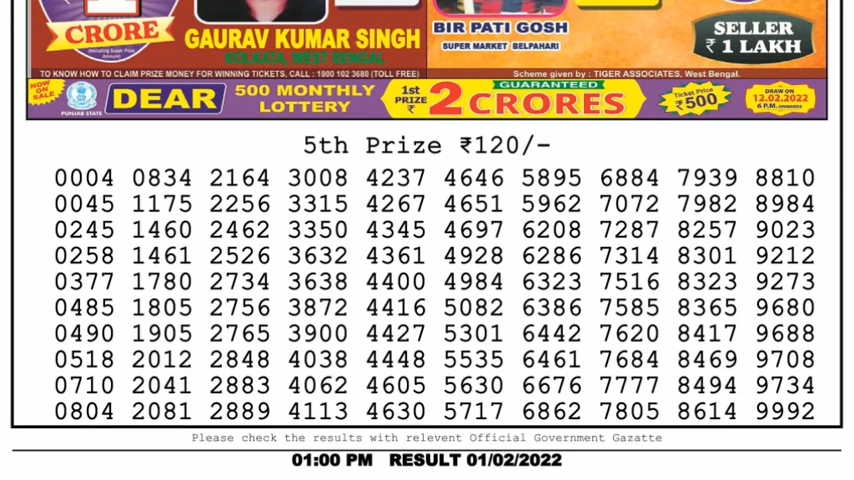 1
CRORE
(Including Super Prize Amount)
GAURAV KUMAR SINGH
KOLKATA, WEST BENGAL
BIR PATI GOSH
SUPER MARKET BELPAHARI
SELLER
₹ 1 LAKH
TO KNOW HOW TO CLAIM PRIZE MONEY FOR WINNING TICKETS, CALL : 1800 102 3680 (TOLL FREE)
Scheme given by : TIGER ASSOCIATES, West Bengal.
NOW ON SALE
PUNJAB STATE
DEAR
500 MONTHLY
LOTTERY
1st
PRIZE
₹
2 CRORES
GUARANTEED
Ticket Price
₹500
DRAW ON
12.02.2022
6 P.M. ONWARDS
5th Prize ₹120/-
0004 0834 2164 3008 4237 4646 5895 6884 7939 8810
0045 1175 2256 3315 4267 4651 5962 7072 7982 8984
0245 1460 2462 3350 4345 4697 6208 7287 8257 9023
0258 1461 2526 3632 4361 4928 6286 7314 8301 9212
0377 1780 2734 3638 4400 4984 6323 7516 8323 9273
0485 1805 2756 3872 4416 5082 6386 7585 8365 9680
0490 1905 2765 3900 4427 5301 6442 7620 8417 9688
0518 2012 2848 4038 4448 5535 6461 7684 8469 9708
0710 2041 2883 4062 4605 5630 6676 7777 8494 9734
0804 2081 2889 4113 4630 5717 6862 7805 8614 9992
Please check the results with relevent Official Government Gazatte
01:00 PM RESULT 01/02/2022